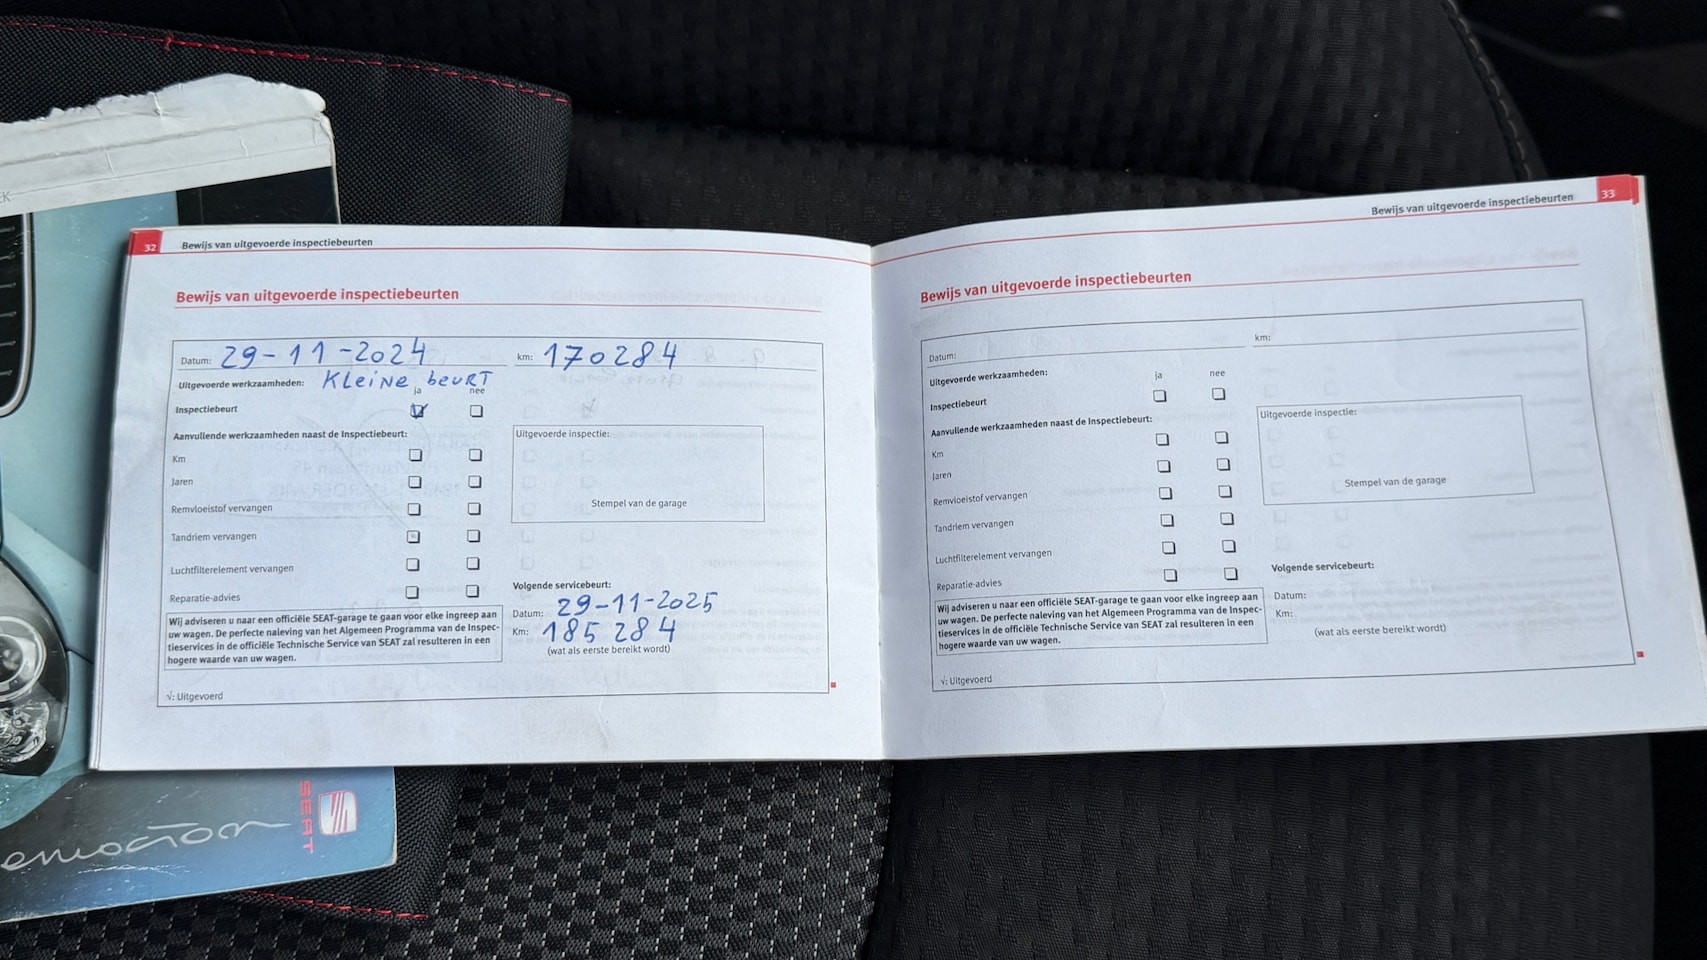 32 Bewijs van uitgevoerde inspectiebeurten
Bewijs van uitgevoerde inspectiebeurten
Datum: 29-11-2024 km: 170284
Uitgevoerde werkzaamheden: Kleine beurt
ja nee
Inspectiebeurt
Aanvullende werkzaamheden naast de Inspectiebeurt:
Km
Jaren
Remvloeistof vervangen
Tandriem vervangen
Luchtfilterelement vervangen
Reparatie-advies
Uitgevoerde inspectie:
Stempel van de garage
Volgende servicebeurt:
Datum: 29-11-2025
Km: 185284
(wat als eerste bereikt wordt)
Wij adviseren u naar een officiële SEAT-garage te gaan voor elke ingreep aan
uw wagen. De perfecte naleving van het Algemeen Programma van de Inspec-
tieservices in de officiële Technische Service van SEAT zal resulteren in een
hogere waarde van uw wagen.
√: Uitgevoerd
Bewijs van uitgevoerde inspectiebeurten 33
Bewijs van uitgevoerde inspectiebeurten
Datum: km:
Uitgevoerde werkzaamheden:
ja nee
Inspectiebeurt
Aanvullende werkzaamheden naast de Inspectiebeurt:
Km
Jaren
Remvloeistof vervangen
Tandriem vervangen
Luchtfilterelement vervangen
Reparatie-advies
Uitgevoerde inspectie:
Stempel van de garage
Volgende servicebeurt:
Datum:
Km:
(wat als eerste bereikt wordt)
Wij adviseren u naar een officiële SEAT-garage te gaan voor elke ingreep aan
uw wagen. De perfecte naleving van het Algemeen Programma van de Inspec-
tieservices in de officiële Technische Service van SEAT zal resulteren in een
hogere waarde van uw wagen.
√: Uitgevoerd
SEAT
emoción